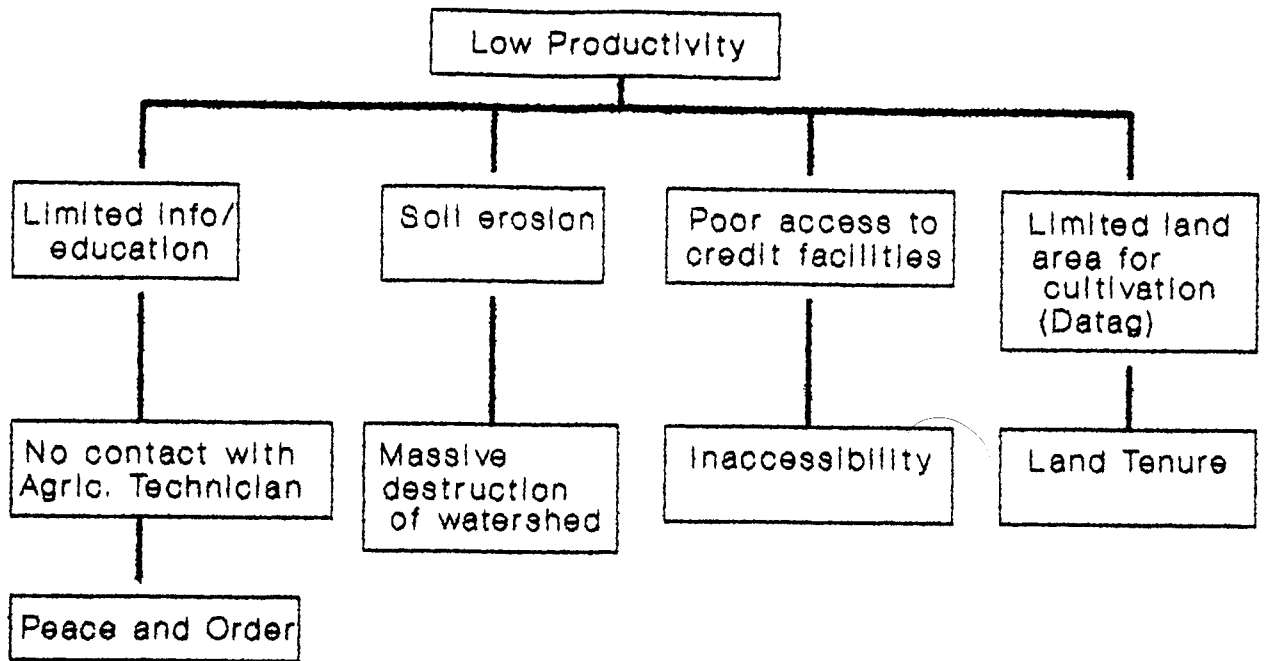 Low Productivity
Limited info/
education
Soil erosion
Poor access to
credit facilities
Limited land
area for
cultivation
(Datag)
No contact with
Agric. Technician
Massive
destruction
of watershed
Inaccessibility
Land Tenure
Peace and Order